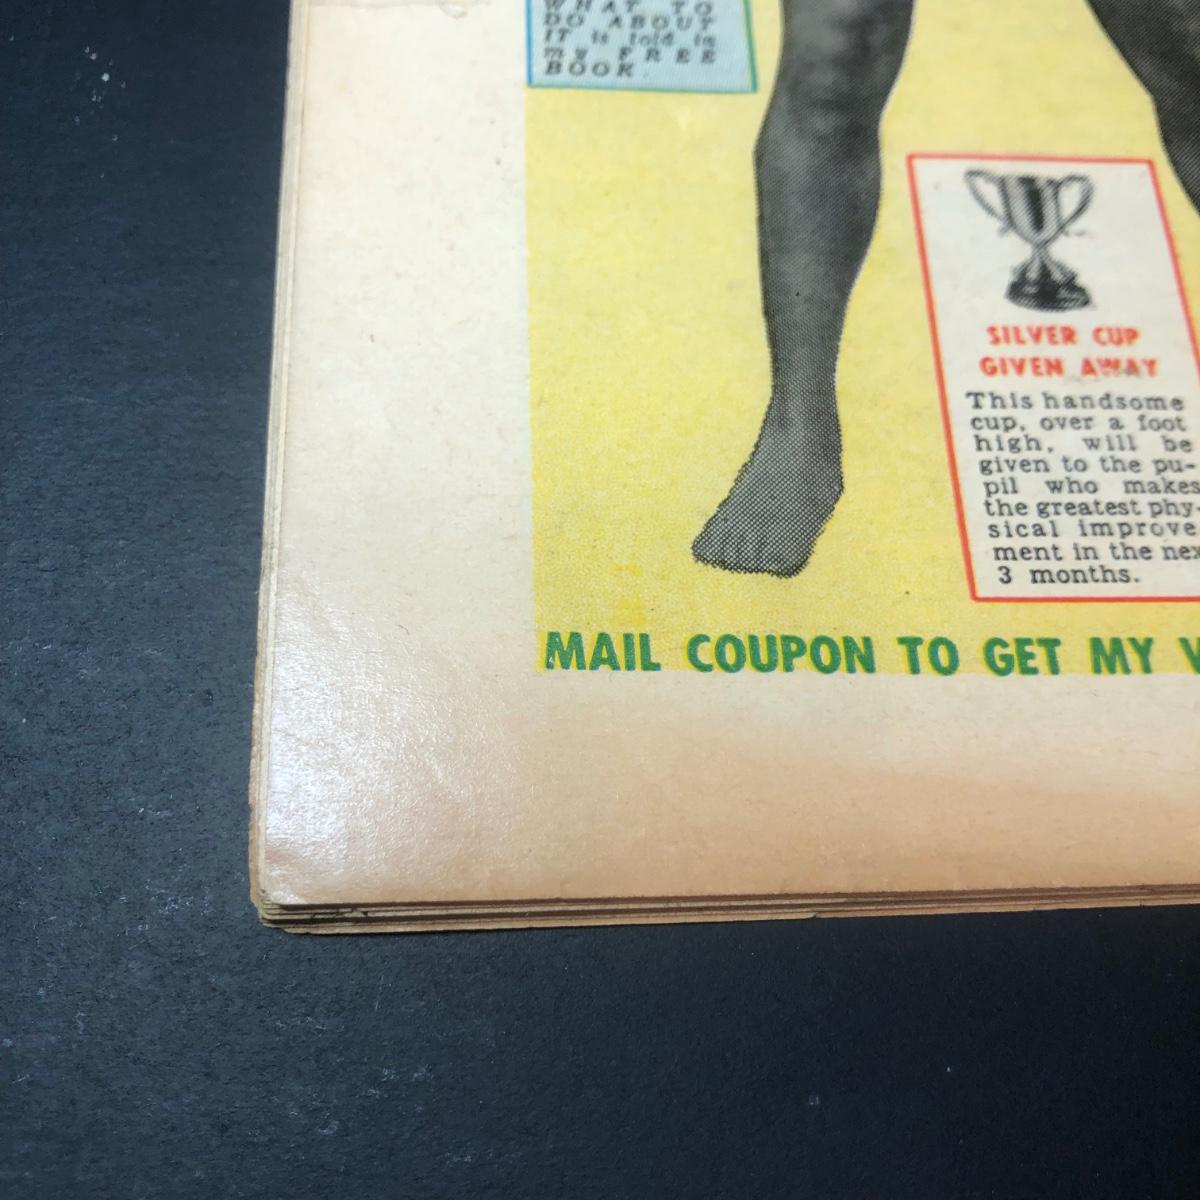 WHAT TO
DO ABOUT
IT is told in
my FREE
BOOK
SILVER CUP
GIVEN AWAY
This handsome
cup, over a foot
high, will be
given to the pu-
pil who makes
the greatest phy-
sical improve
ment in the nex
3 months.
MAIL COUPON TO GET MY